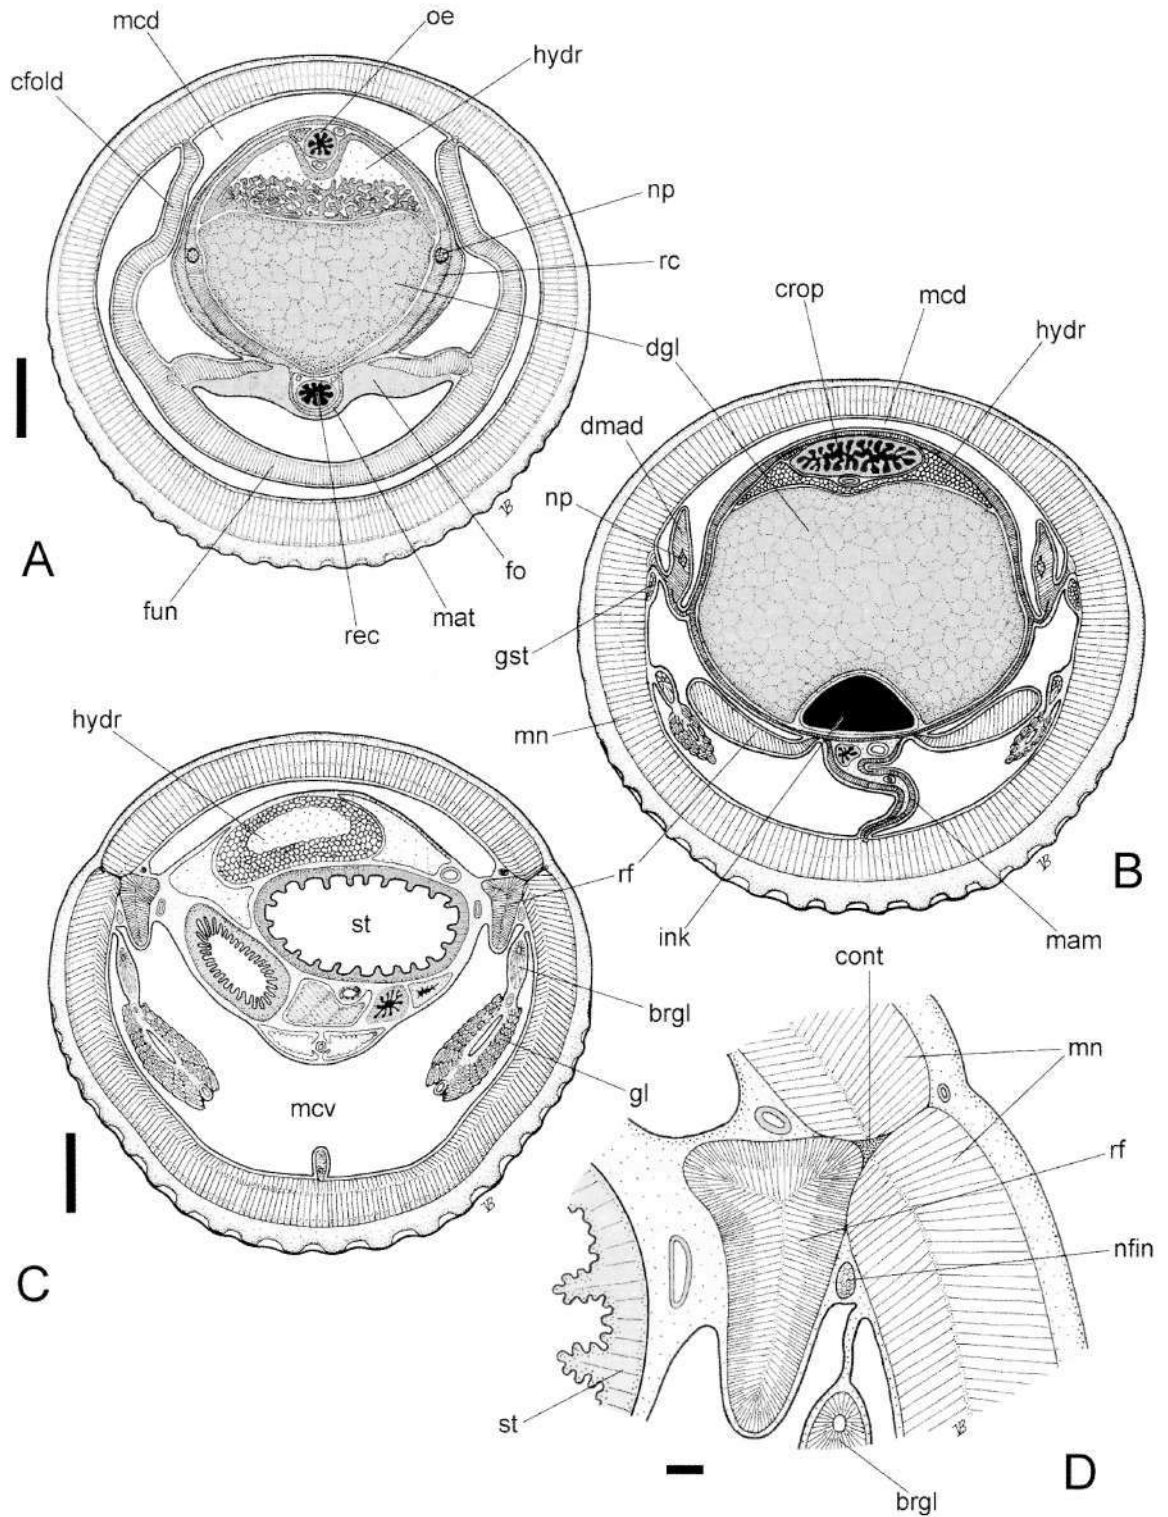 mcd
oe
hydr
cfold
np
rc
dgl
A
fun
rec
mat
fo
crop
mcd
hydr
dmad
np
gst
mn
rf
ink
mam
B
hydr
st
rf
brgl
gl
mcv
C
cont
mn
rf
nfin
st
brgl
D